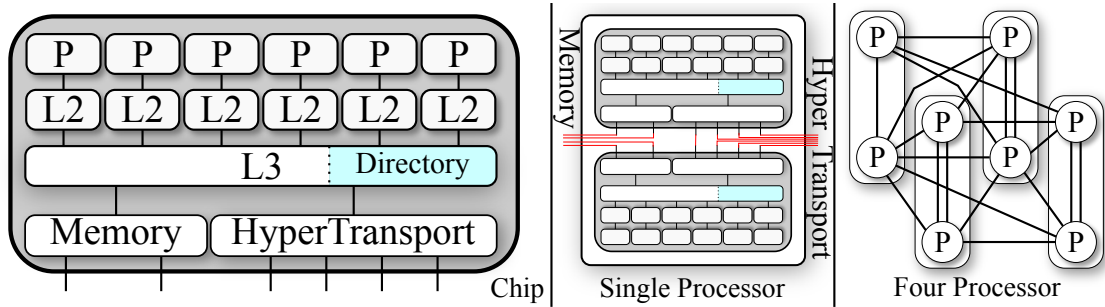 P P P P P P
L2 L2 L2 L2 L2 L2
L3 Directory
Memory HyperTransport
Chip
Memory
Hyper Transport
Single Processor
P P
P P
P P
P P
Four Processor